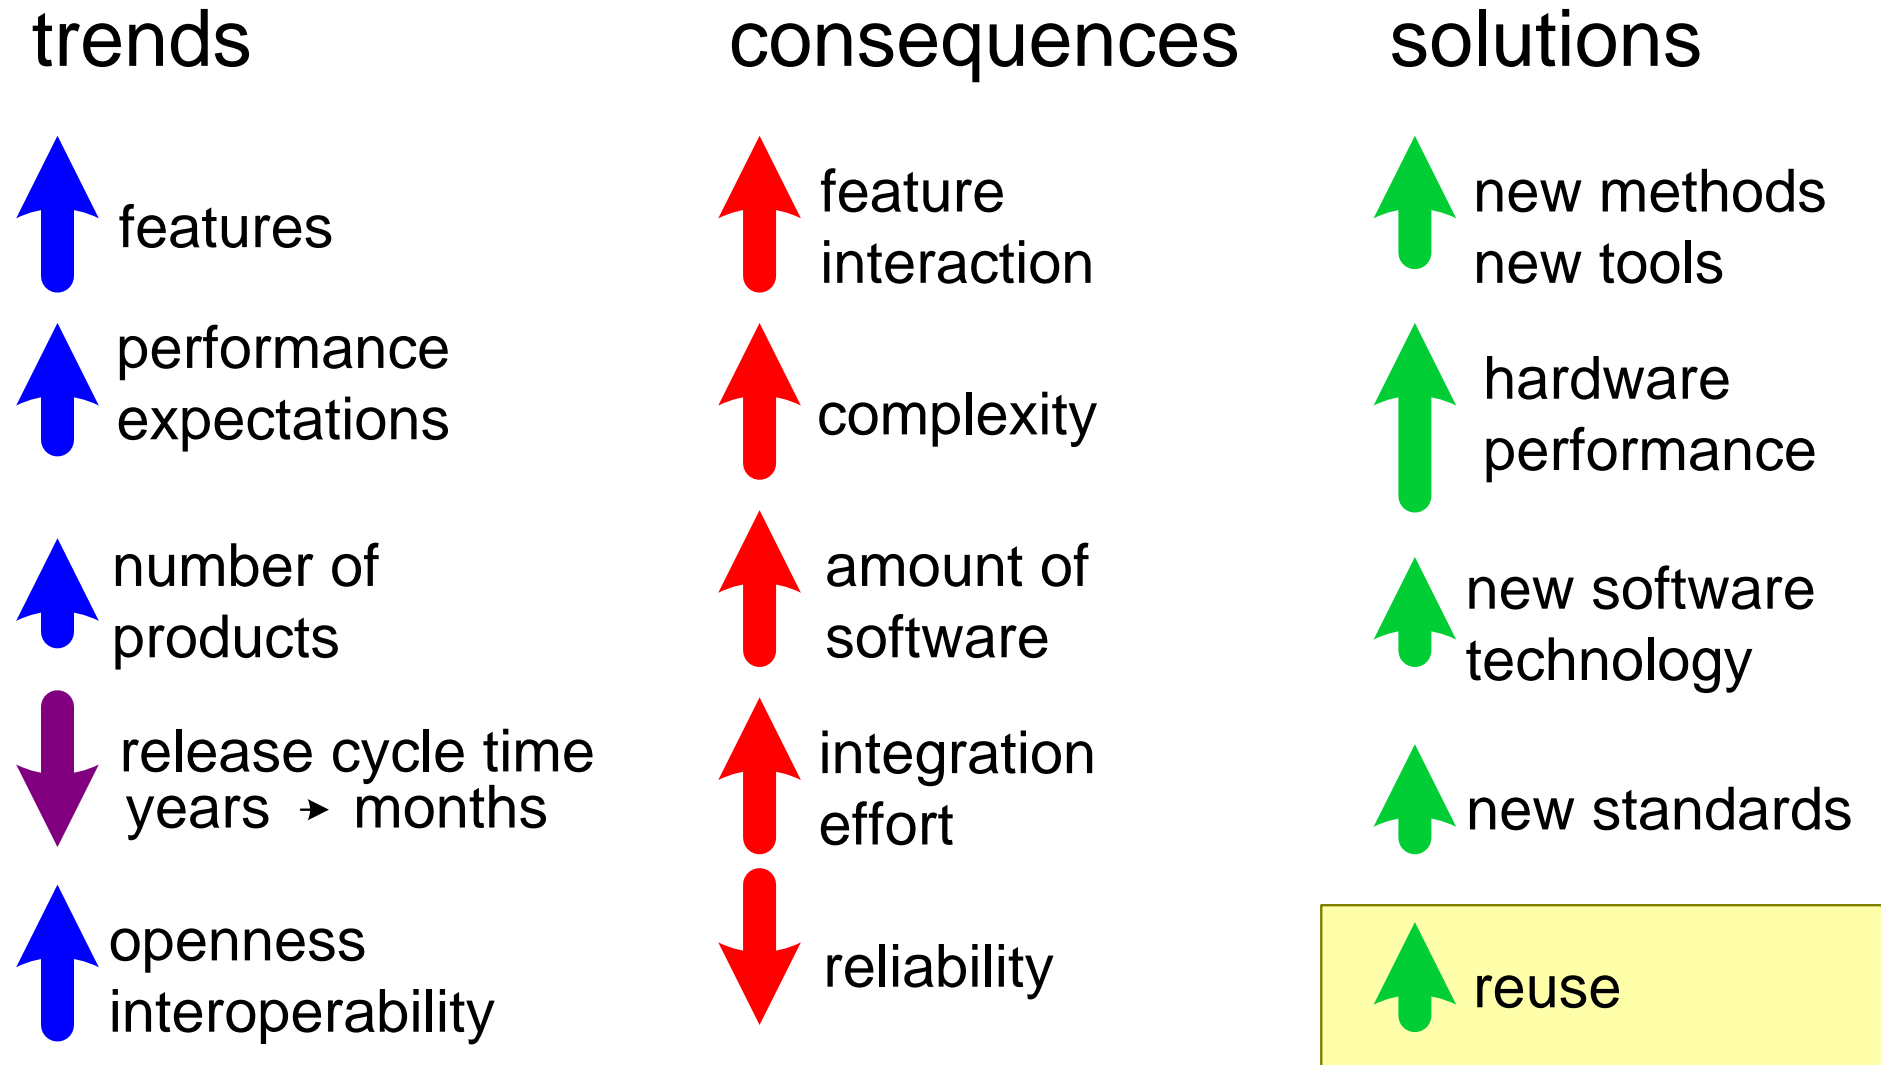 trends
features
performance
expectations
number of
products
release cycle time
years → months
openness
interoperability
consequences
feature
interaction
complexity
amount of
software
integration
effort
reliability
solutions
new methods
new tools
hardware
performance
new software
technology
new standards
reuse